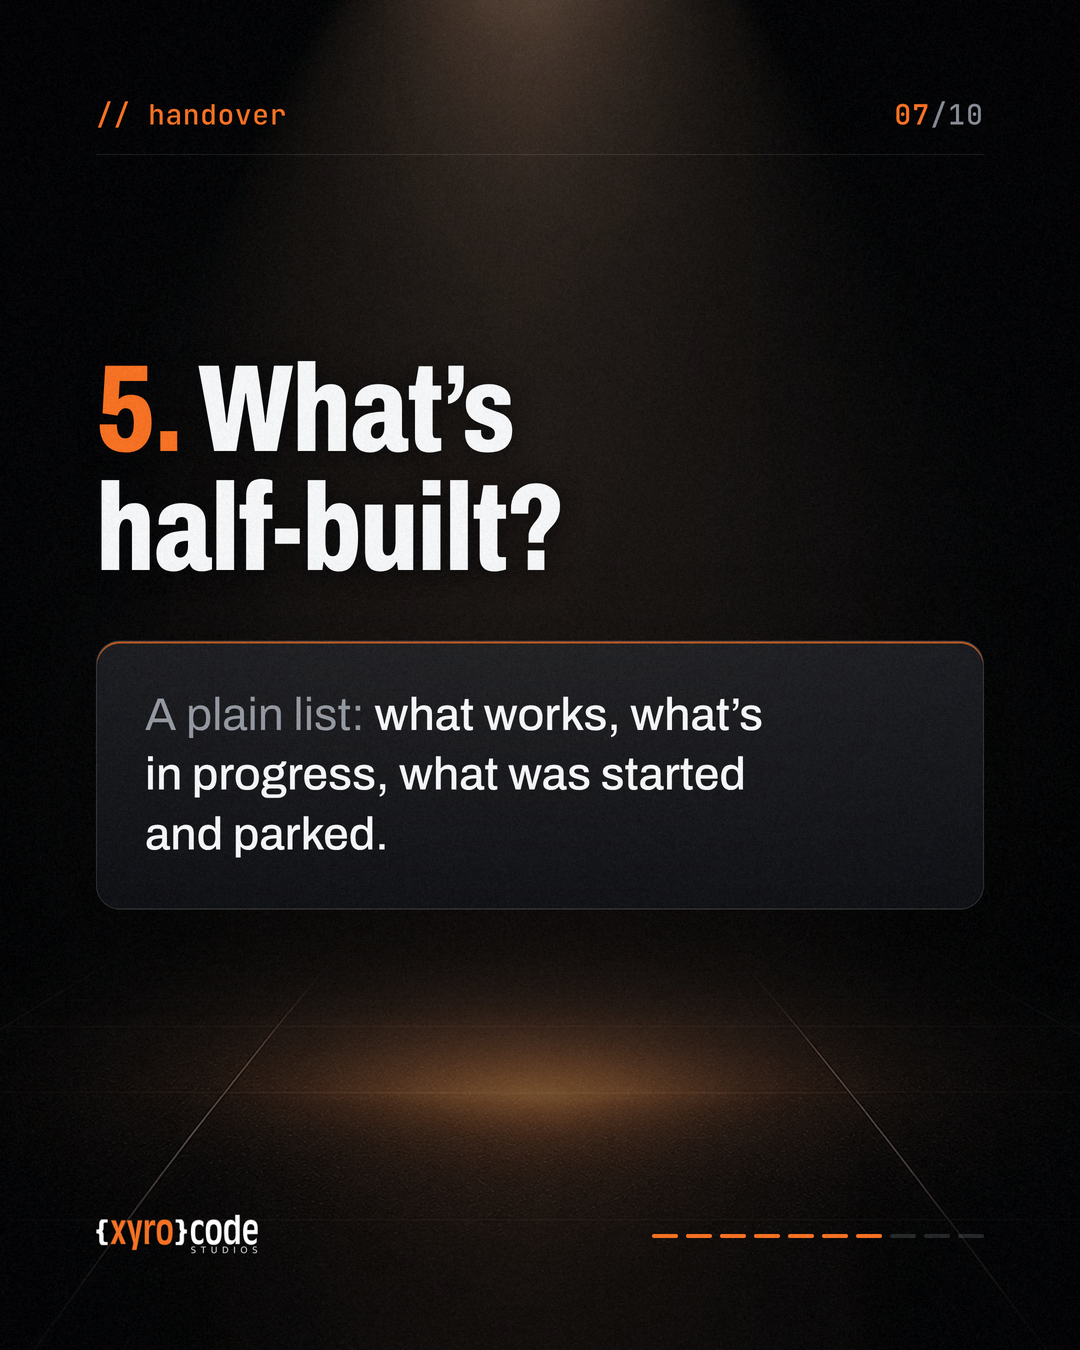 // handover
07/10
5. What’s
half-built?
A plain list: what works, what’s
in progress, what was started
and parked.
{xyro}code
STUDIOS